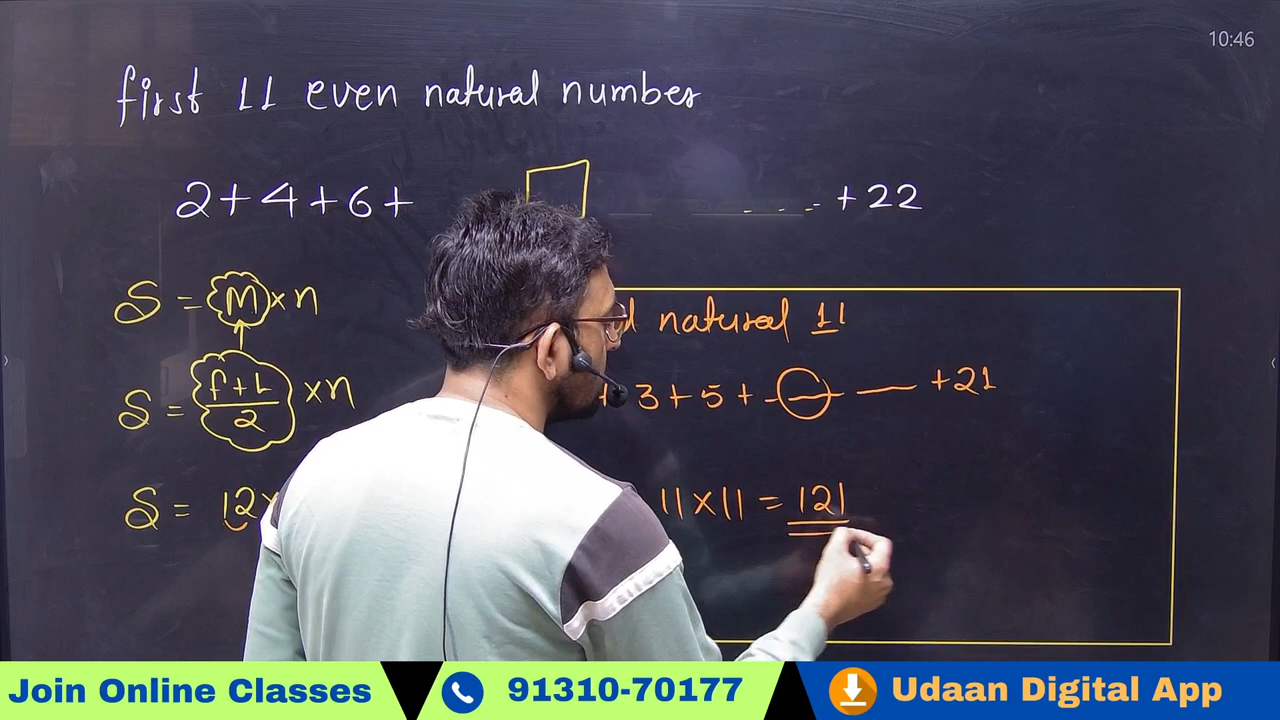 10:46
first 11 even natural number
2+4+6+ - - - - +22
S = M×n
natural 11
S = f+L/2 ×n
+ 3+5+ — — +21
S = 12×
11×11 = 121
Join Online Classes 91310-70177 Udaan Digital App